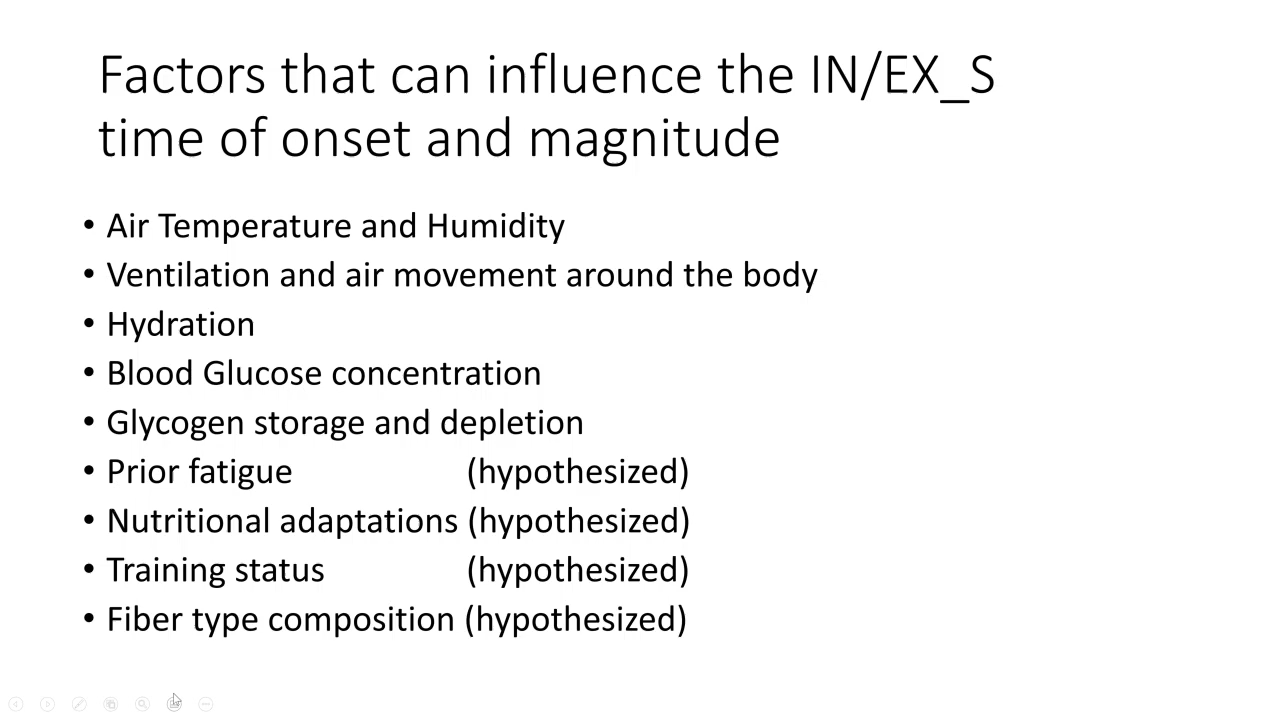 Factors that can influence the IN/EX_S
time of onset and magnitude
• Air Temperature and Humidity
• Ventilation and air movement around the body
• Hydration
• Blood Glucose concentration
• Glycogen storage and depletion
• Prior fatigue (hypothesized)
• Nutritional adaptations (hypothesized)
• Training status (hypothesized)
• Fiber type composition (hypothesized)